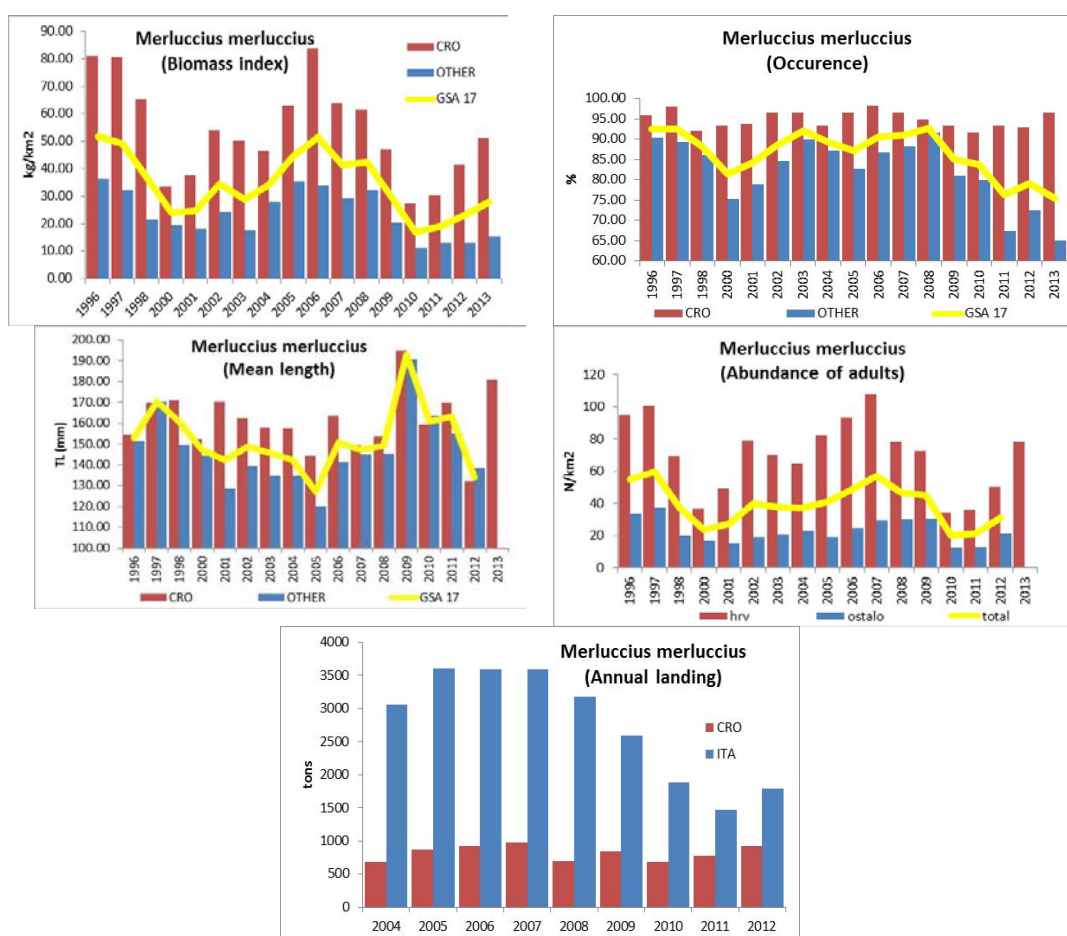 Merluccius merluccius
(Biomass index)
CRO
OTHER
GSA 17
kg/km2
90.00
80.00
70.00
60.00
50.00
40.00
30.00
20.00
10.00
0.00
1996 1997 1998 2000 2001 2002 2003 2004 2005 2006 2007 2008 2009 2010 2011 2012 2013
Merluccius merluccius
(Occurence)
%
100.00
95.00
90.00
85.00
80.00
75.00
70.00
65.00
60.00
1996 1997 1998 2000 2001 2002 2003 2004 2005 2006 2007 2008 2009 2010 2011 2012 2013
CRO OTHER GSA 17
Merluccius merluccius
(Mean length)
TL (mm)
200.00
190.00
180.00
170.00
160.00
150.00
140.00
130.00
120.00
110.00
100.00
1996 1997 1998 2000 2001 2002 2003 2004 2005 2006 2007 2008 2009 2010 2011 2012 2013
CRO OTHER GSA 17
Merluccius merluccius
(Abundance of adults)
N/km2
120
100
80
60
40
20
0
1996 1997 1998 2000 2001 2002 2003 2004 2005 2006 2007 2008 2009 2010 2011 2012 2013
hrv ostalo total
Merluccius merluccius
(Annual landing)
CRO
ITA
tons
4000
3500
3000
2500
2000
1500
1000
500
0
2004 2005 2006 2007 2008 2009 2010 2011 2012